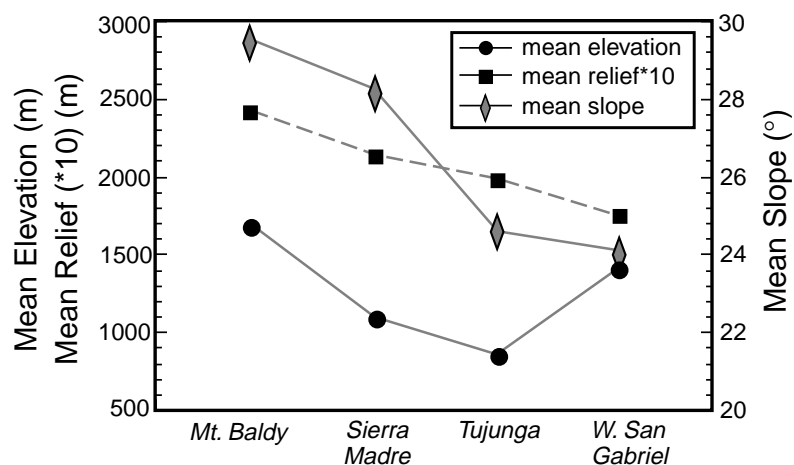 Mean Elevation (m)
Mean Relief (*10) (m)
3000
2500
2000
1500
1000
500
mean elevation
mean relief*10
mean slope
30
28
26
24
22
20
Mean Slope (°)
Mt. Baldy
Sierra
Madre
Tujunga
W. San
Gabriel